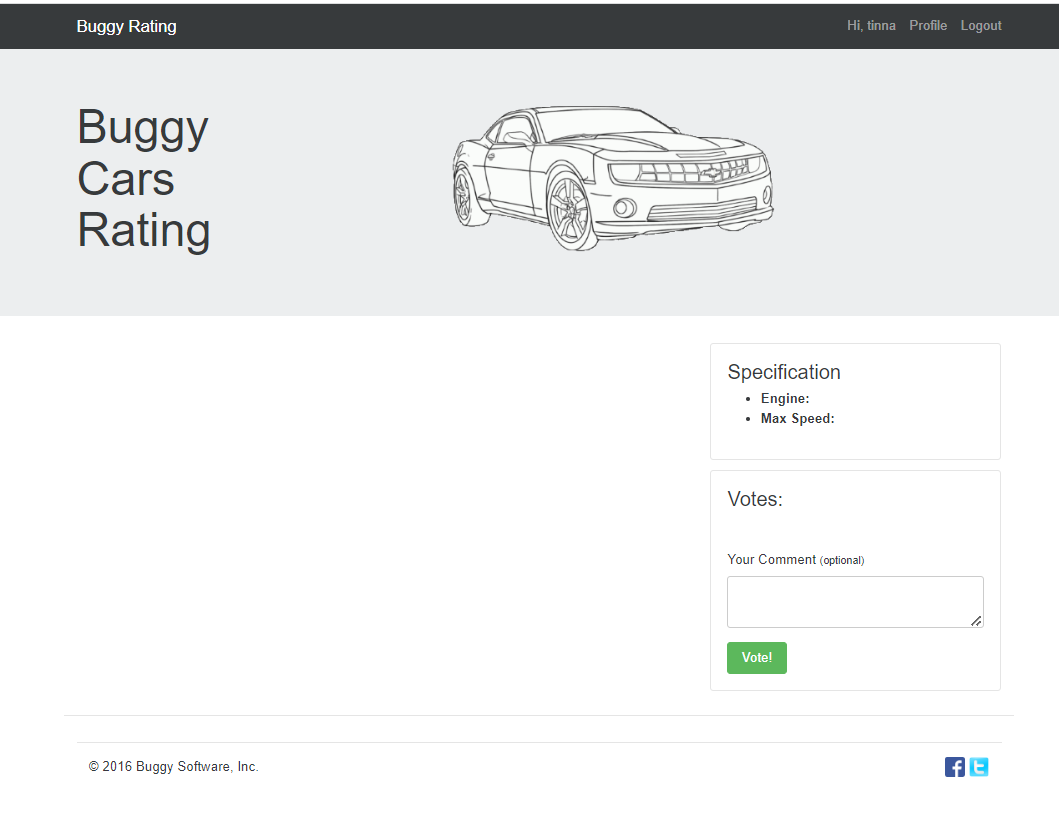 Buggy Rating
Hi, tinna Profile Logout
Buggy
Cars
Rating
Specification
Engine:
Max Speed:
Votes:
Your Comment (optional)
Vote!
© 2016 Buggy Software, Inc.